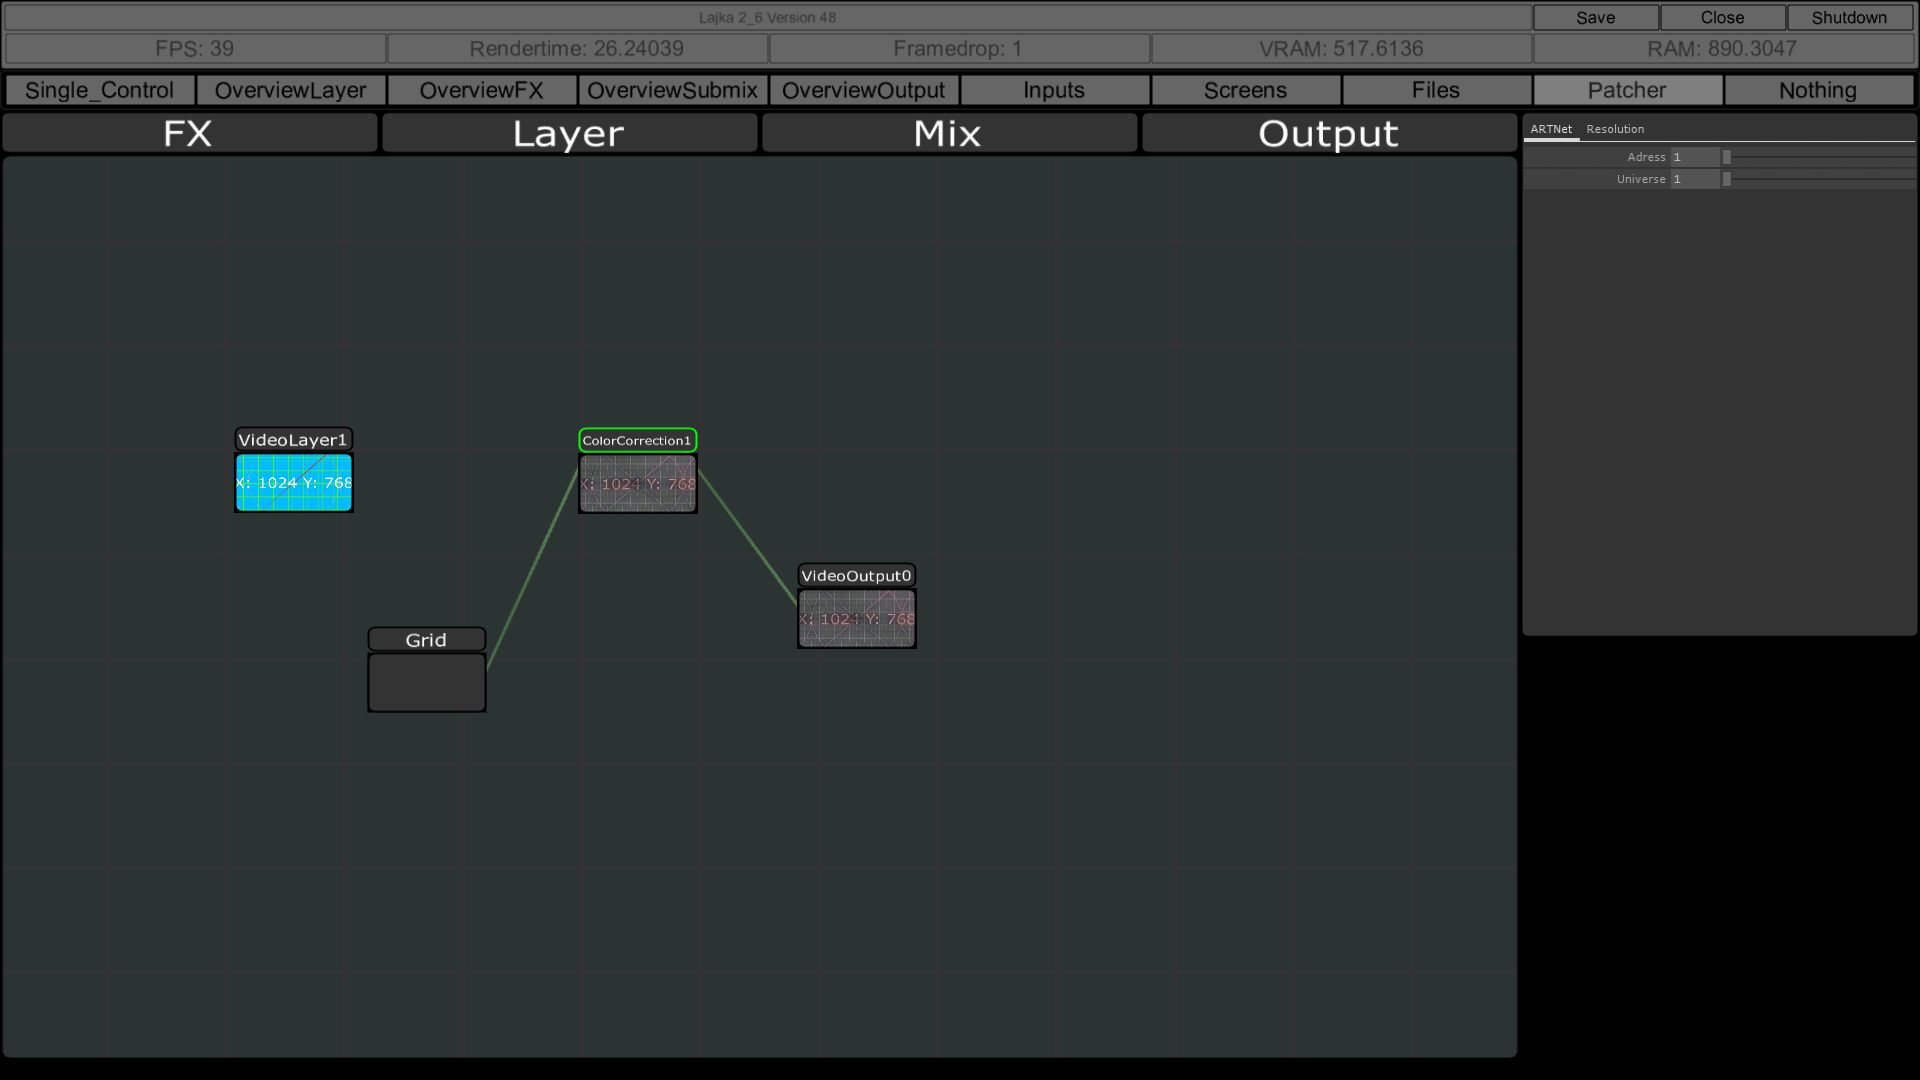 Lajka 2_6 Version 48
Save
Close
Shutdown
FPS: 39
Rendertime: 26.24039
Framedrop: 1
VRAM: 517.6136
RAM: 890.3047
Single_Control
OverviewLayer
OverviewFX
OverviewSubmix
OverviewOutput
Inputs
Screens
Files
Patcher
Nothing
FX
Layer
Mix
Output
ARTNet
Resolution
Adress 1
Universe 1
VideoLayer1
X: 1024 Y: 768
ColorCorrection1
X: 1024 Y: 768
VideoOutput0
X: 1024 Y: 768
Grid